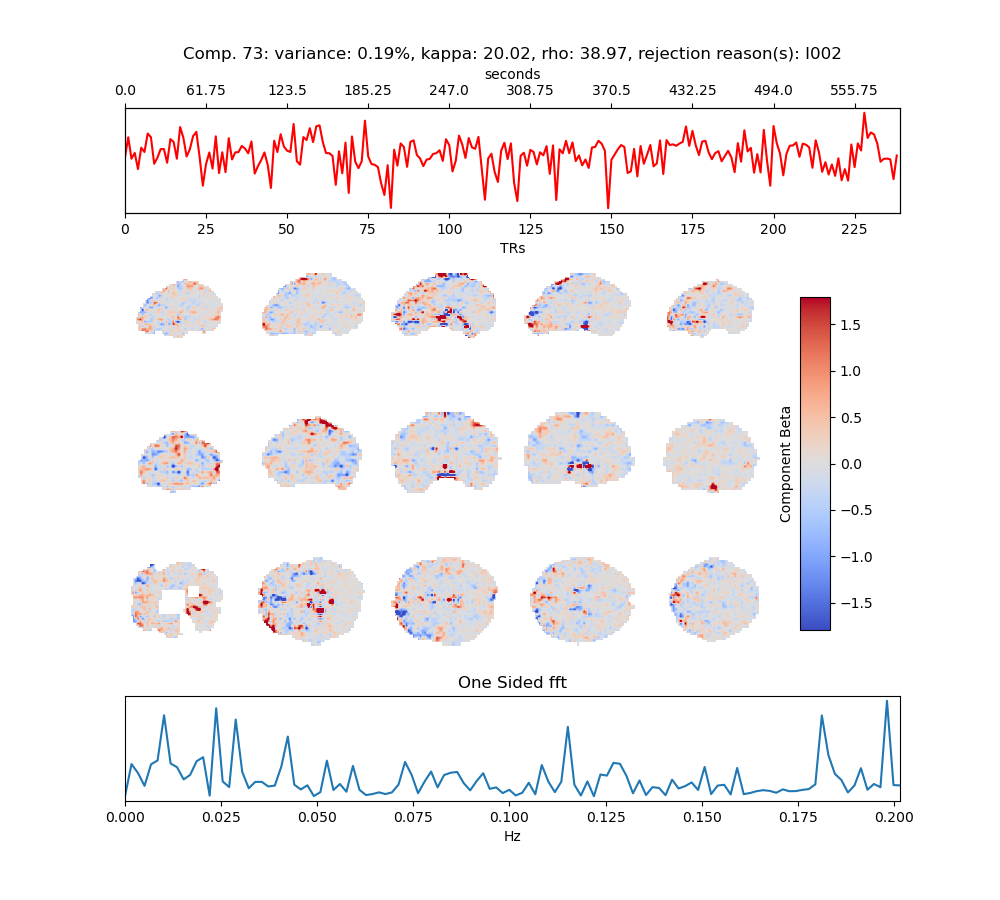 Comp. 73: variance: 0.19%, kappa: 20.02, rho: 38.97, rejection reason(s): I002
seconds
0.0 61.75 123.5 185.25 247.0 308.75 370.5 432.25 494.0 555.75
0 25 50 75 100 125 150 175 200 225
TRs
1.5
1.0
0.5
0.0
−0.5
−1.0
−1.5
Component Beta
One Sided fft
0.000 0.025 0.050 0.075 0.100 0.125 0.150 0.175 0.200
Hz